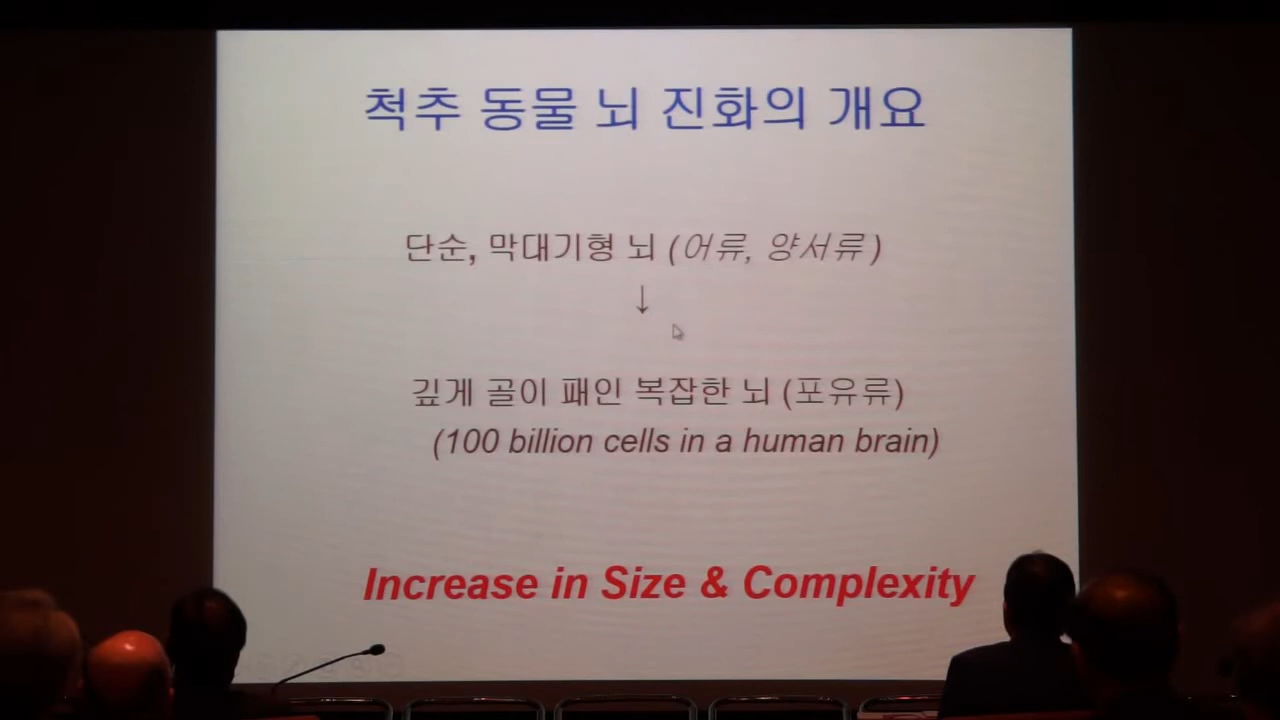 척추 동물 뇌 진화의 개요
단순, 막대기형 뇌 (어류, 양서류)
↓
깊게 골이 패인 복잡한 뇌 (포유류)
(100 billion cells in a human brain)
Increase in Size & Complexity